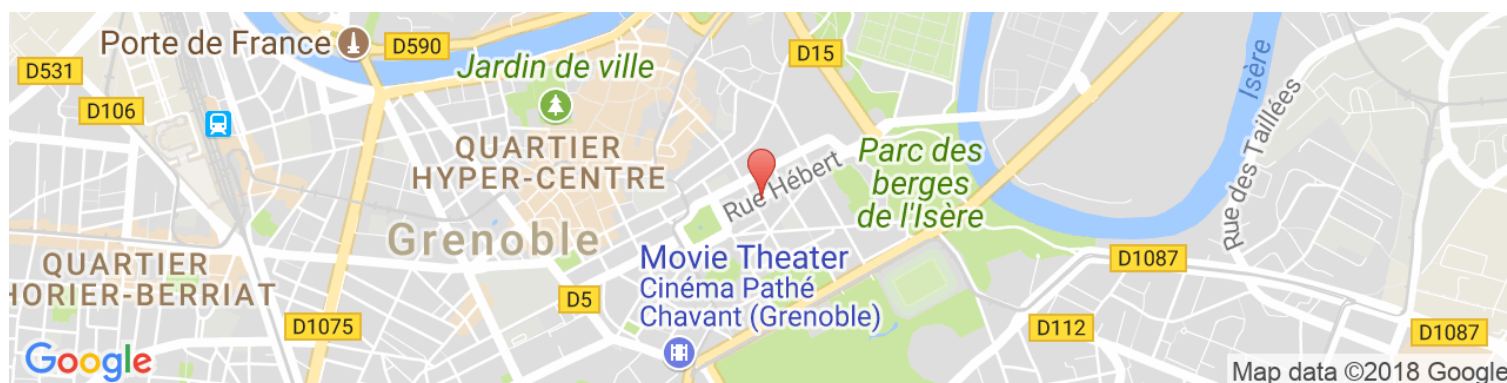 Porte de France
D590
D15
D531
Jardin de ville
D106
Isère
Rue des Taillées
QUARTIER
HYPER-CENTRE
Parc des
berges
de l'Isère
Rue Hébert
Grenoble
QUARTIER
HORIER-BERRIAT
Movie Theater
Cinéma Pathé
Chavant (Grenoble)
D1087
D5
D1075
D112
D1087
Google
Map data ©2018 Google